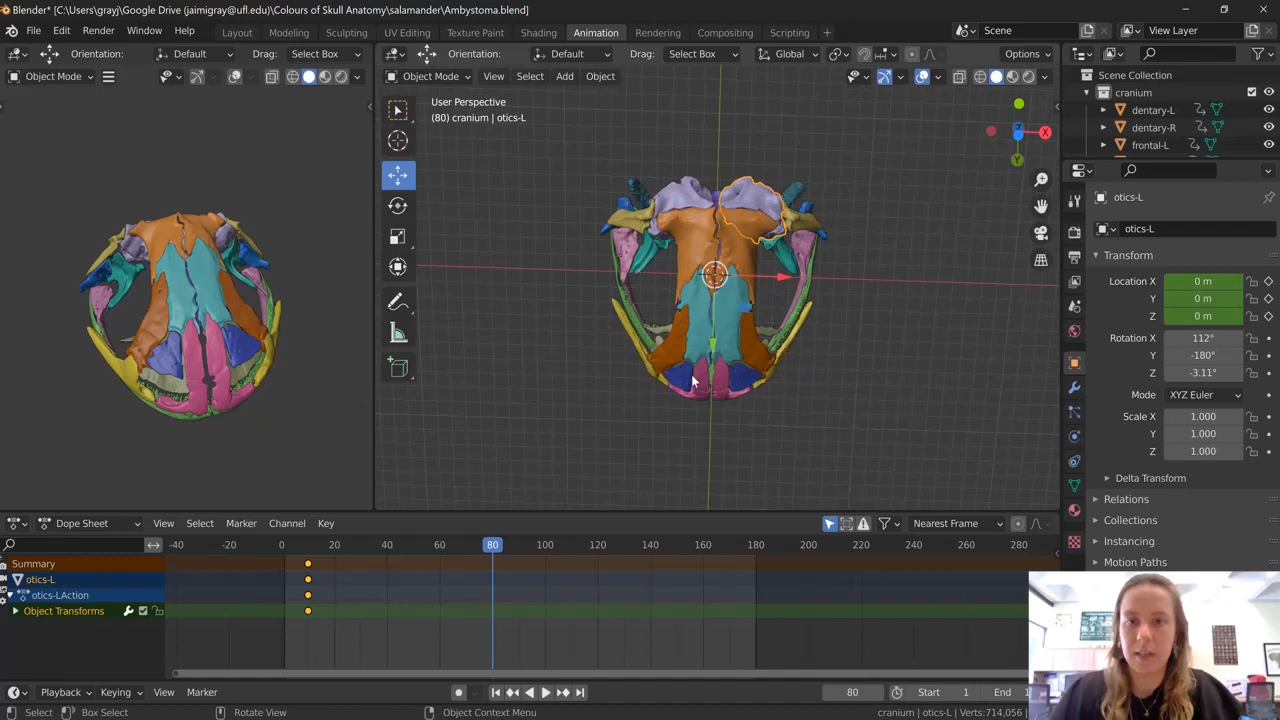 Blender* [C:\Users\grayj\Google Drive (jaimigray@ufl.edu)\Colours of Skull Anatomy\salamander\Ambystoma.blend]
File Edit Render Window Help Layout Modeling Sculpting UV Editing Texture Paint Shading Animation Rendering Compositing Scripting + Scene View Layer
Orientation: Default Drag: Select Box Orientation: Default Drag: Select Box Global Options
Object Mode Object Mode View Select Add Object
Scene Collection
cranium
dentary-L
dentary-R
frontal-L
User Perspective
(80) cranium | otics-L
X
Y
Z
otics-L
otics-L
Transform
Location X 0 m
Y 0 m
Z 0 m
Rotation X 112°
Y -180°
Z -3.11°
Mode XYZ Euler
Scale X 1.000
Y 1.000
Z 1.000
Delta Transform
Relations
Collections
Instancing
Motion Paths
Dope Sheet View Select Marker Channel Key Nearest Frame
-40 -20 0 20 40 60 80 100 120 140 160 180 200 220 240 260 280
Summary
otics-L
otics-LAction
Object Transforms
Playback Keying View Marker 80 Start 1 End 1
Select Box Select Rotate View Object Context Menu cranium | otics-L | Verts:714,056